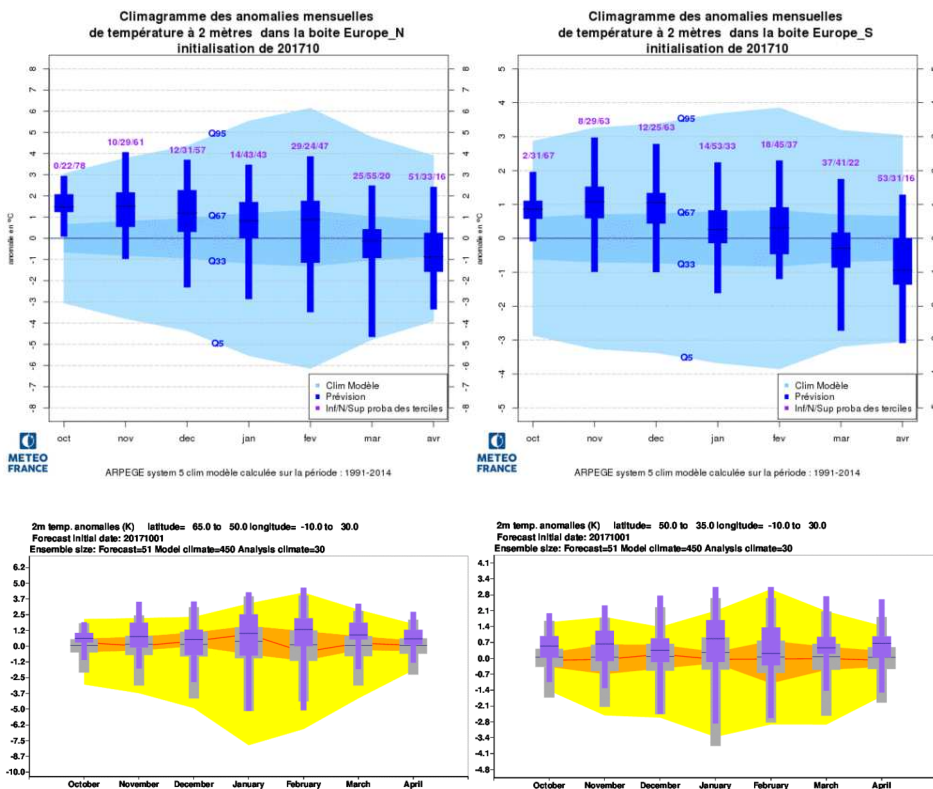 Climagramme des anomalies mensuelles
de température à 2 mètres dans la boite Europe_N
initialisation de 201710
8
7
6
5
4
3
2
1
0
-1
-2
-3
-4
-5
-6
-7
-8
anomalie en °C
0/22/78
10/29/61
12/31/57
14/43/43
29/24/47
25/55/20
51/33/16
Q95
Q67
Q33
Q5
Clim Modèle
Prévision
Inf/N/Sup proba des terciles
oct nov dec jan fev mar avr
METEO
FRANCE
ARPEGE system 5 clim modèle calculée sur la période : 1991-2014
Climagramme des anomalies mensuelles
de température à 2 mètres dans la boite Europe_S
initialisation de 201710
5
4
3
2
1
0
-1
-2
-3
-4
-5
2/31/67
8/29/63
12/25/63
14/53/33
18/45/37
37/41/22
53/31/16
Q95
Q67
Q33
Q5
Clim Modèle
Prévision
Inf/N/Sup proba des terciles
oct nov dec jan fev mar avr
METEO
FRANCE
ARPEGE system 5 clim modèle calculée sur la période : 1991-2014
2m temp. anomalies (K) latitude= 65.0 to 50.0 longitude= -10.0 to 30.0
Forecast initial date: 20171001
Ensemble size: Forecast=51 Model climate=450 Analysis climate=30
6.2
5.0
3.7
2.5
1.2
0.0
-1.2
-2.5
-3.7
-5.0
-6.2
-7.5
-8.7
-10.0
October November December January February March April
2m temp. anomalies (K) latitude= 50.0 to 35.0 longitude= -10.0 to 30.0
Forecast initial date: 20171001
Ensemble size: Forecast=51 Model climate=450 Analysis climate=30
4.1
3.4
2.8
2.1
1.4
0.7
0.0
-0.7
-1.4
-2.1
-2.8
-3.4
-4.1
-4.8
October November December January February March April